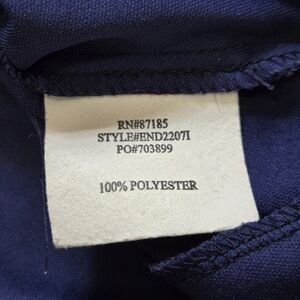 RN#87185
STYLE#END2207I
PO#703899
100% POLYESTER